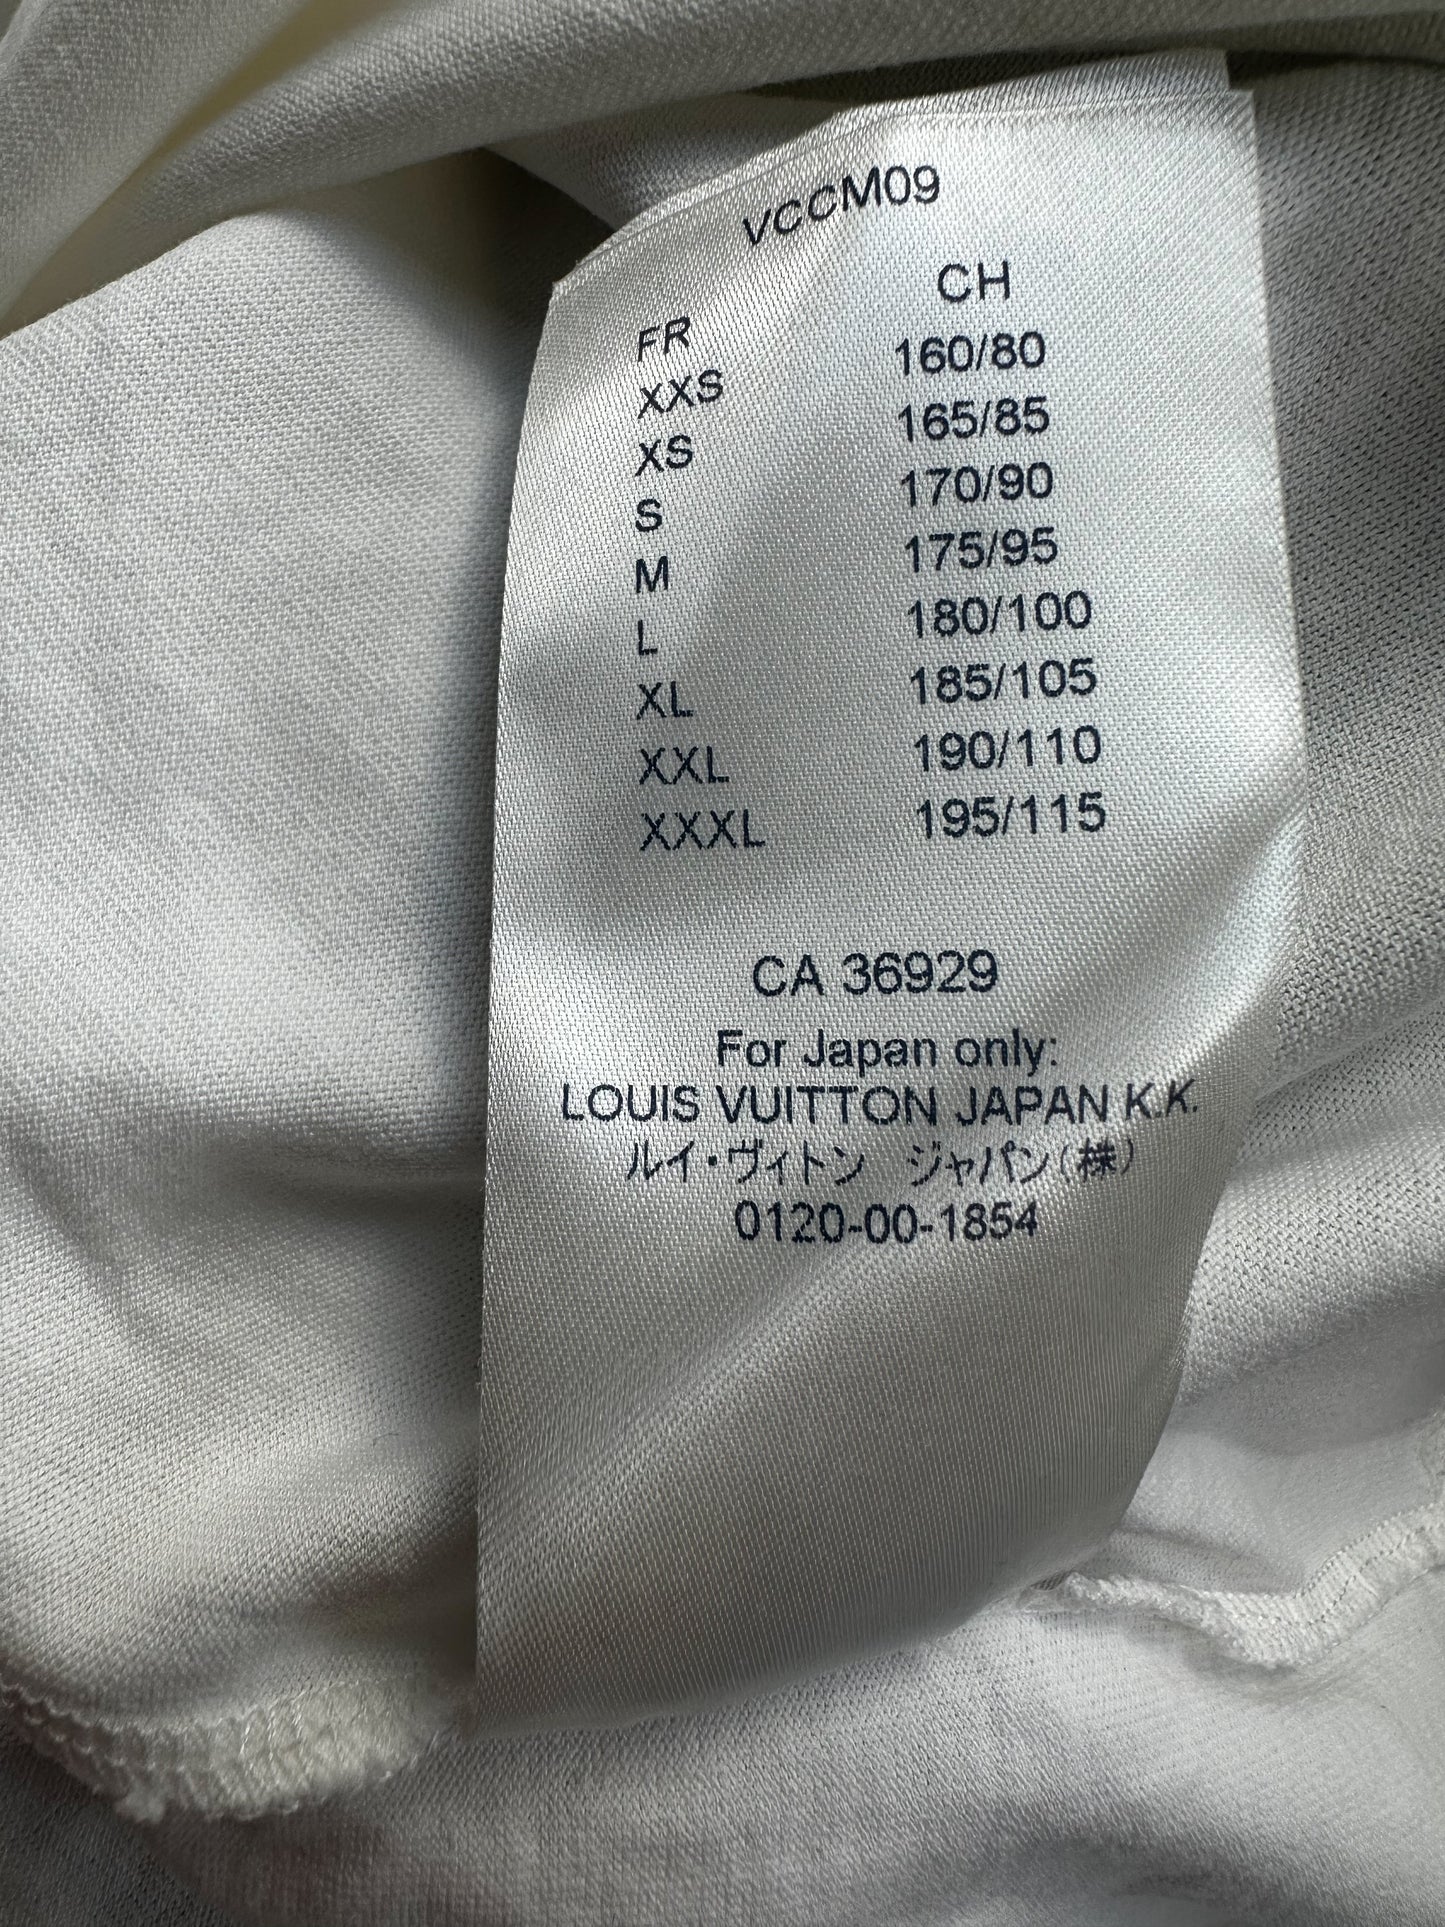 VCCM09
FR CH
XXS 160/80
XS 165/85
S 170/90
M 175/95
L 180/100
XL 185/105
XXL 190/110
XXXL 195/115
CA 36929
For Japan only:
LOUIS VUITTON JAPAN K.K.
ルイ・ヴィトン ジャパン(株)
0120-00-1854